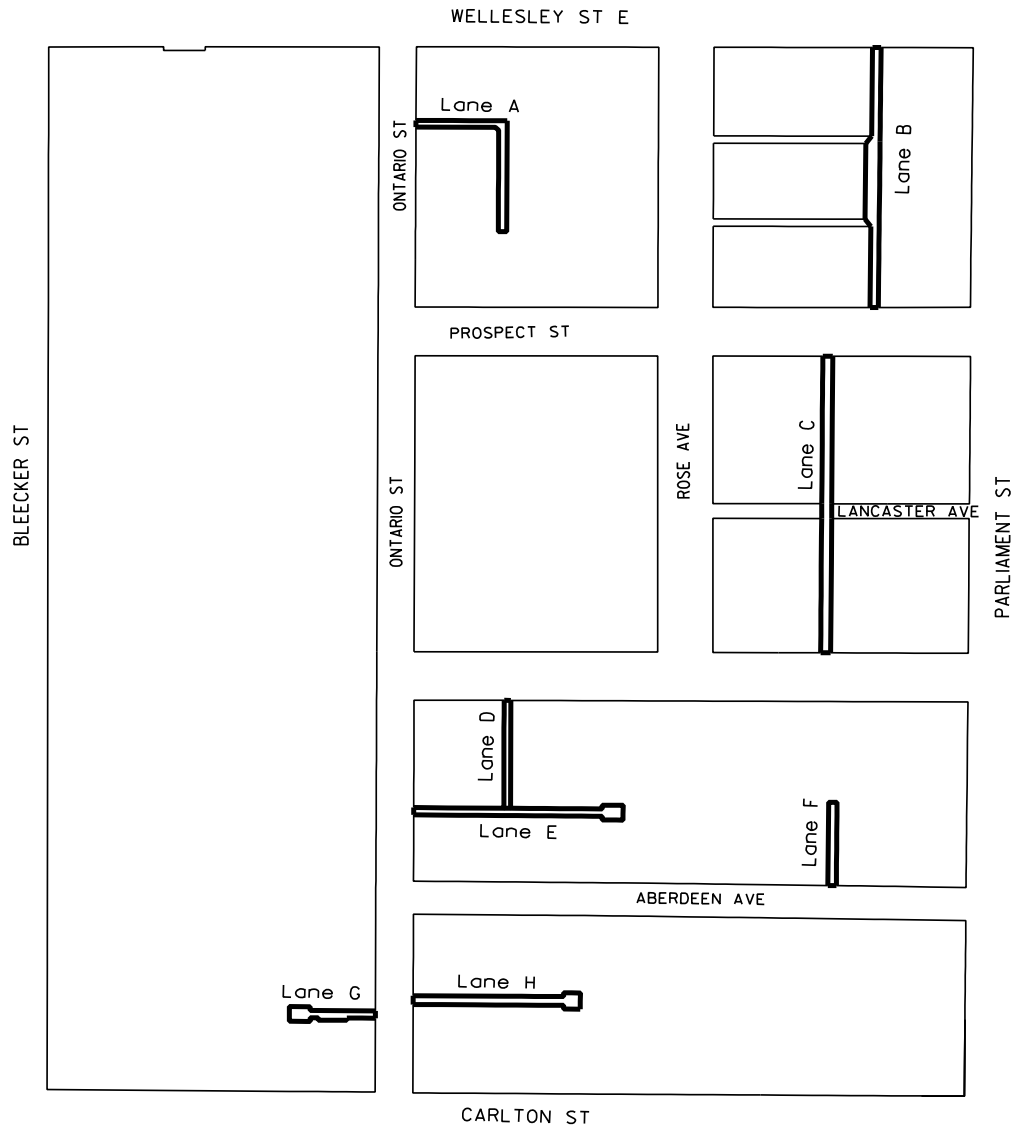 WELLESLEY ST E
Lane A
ONTARIO ST
Lane B
PROSPECT ST
BLEECKER ST
ONTARIO ST
ROSE AVE
Lane C
LANCASTER AVE
PARLIAMENT ST
Lane D
Lane E
Lane F
ABERDEEN AVE
Lane G
Lane H
CARLTON ST